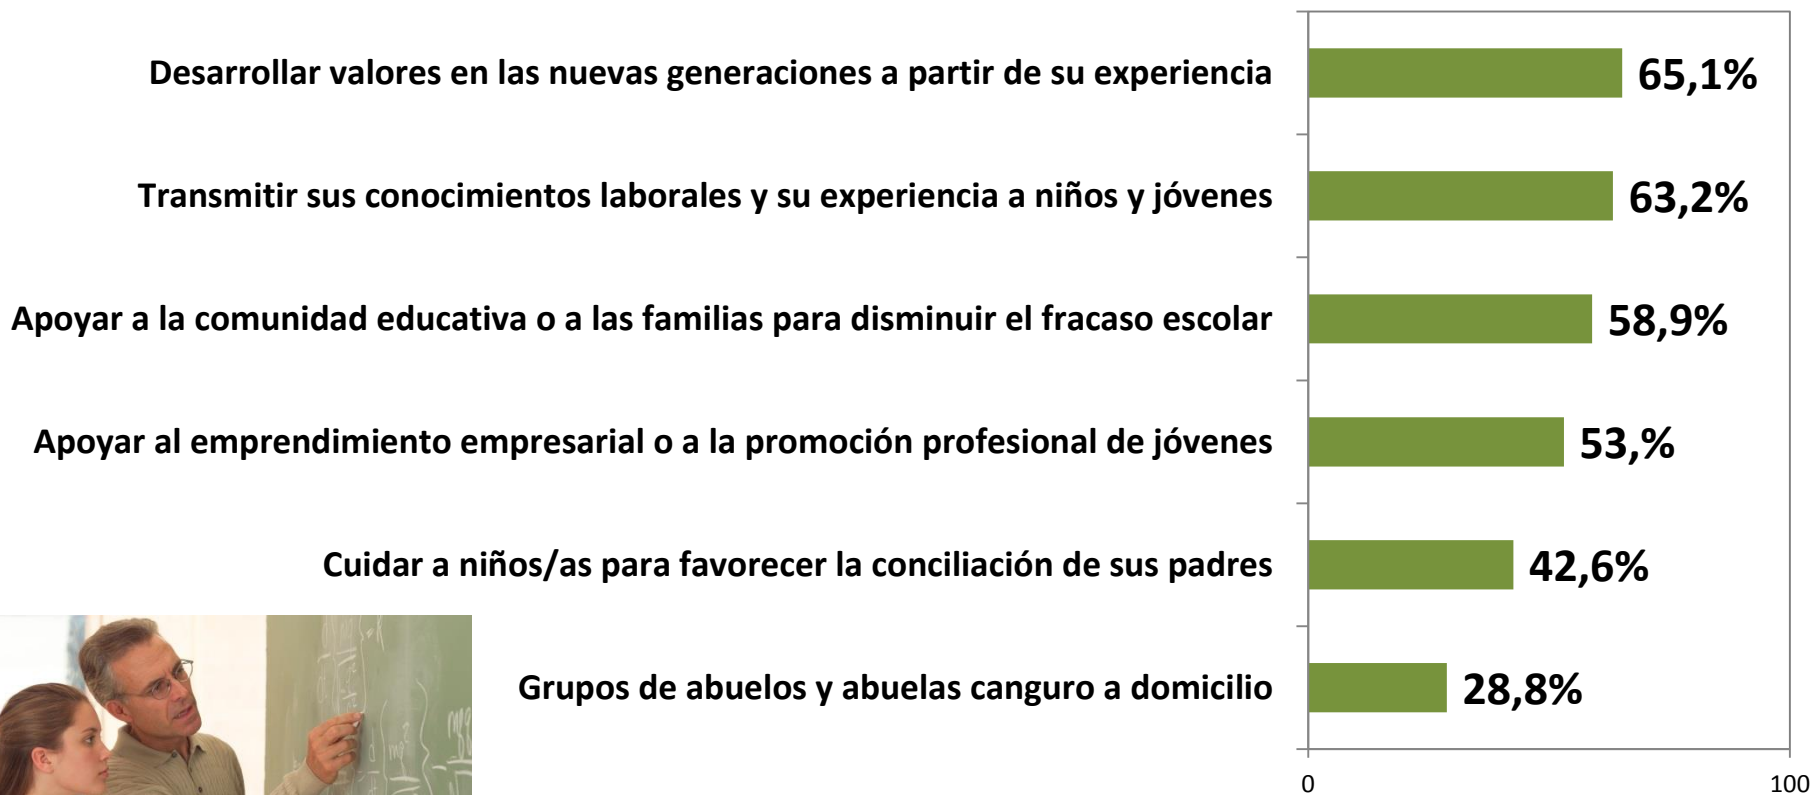 Desarrollar valores en las nuevas generaciones a partir de su experiencia 65,1%
Transmitir sus conocimientos laborales y su experiencia a niños y jóvenes 63,2%
Apoyar a la comunidad educativa o a las familias para disminuir el fracaso escolar 58,9%
Apoyar al emprendimiento empresarial o a la promoción profesional de jóvenes 53,%
Cuidar a niños/as para favorecer la conciliación de sus padres 42,6%
Grupos de abuelos y abuelas canguro a domicilio 28,8%
0 100